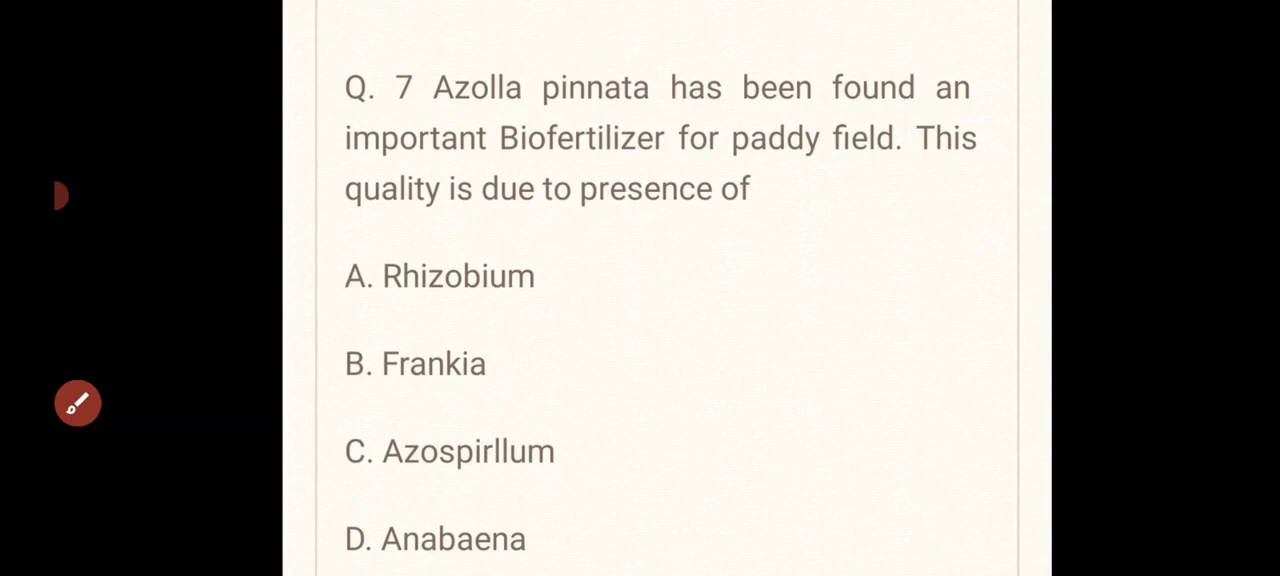 Q. 7 Azolla pinnata has been found an
important Biofertilizer for paddy field. This
quality is due to presence of
A. Rhizobium
B. Frankia
C. Azospirllum
D. Anabaena